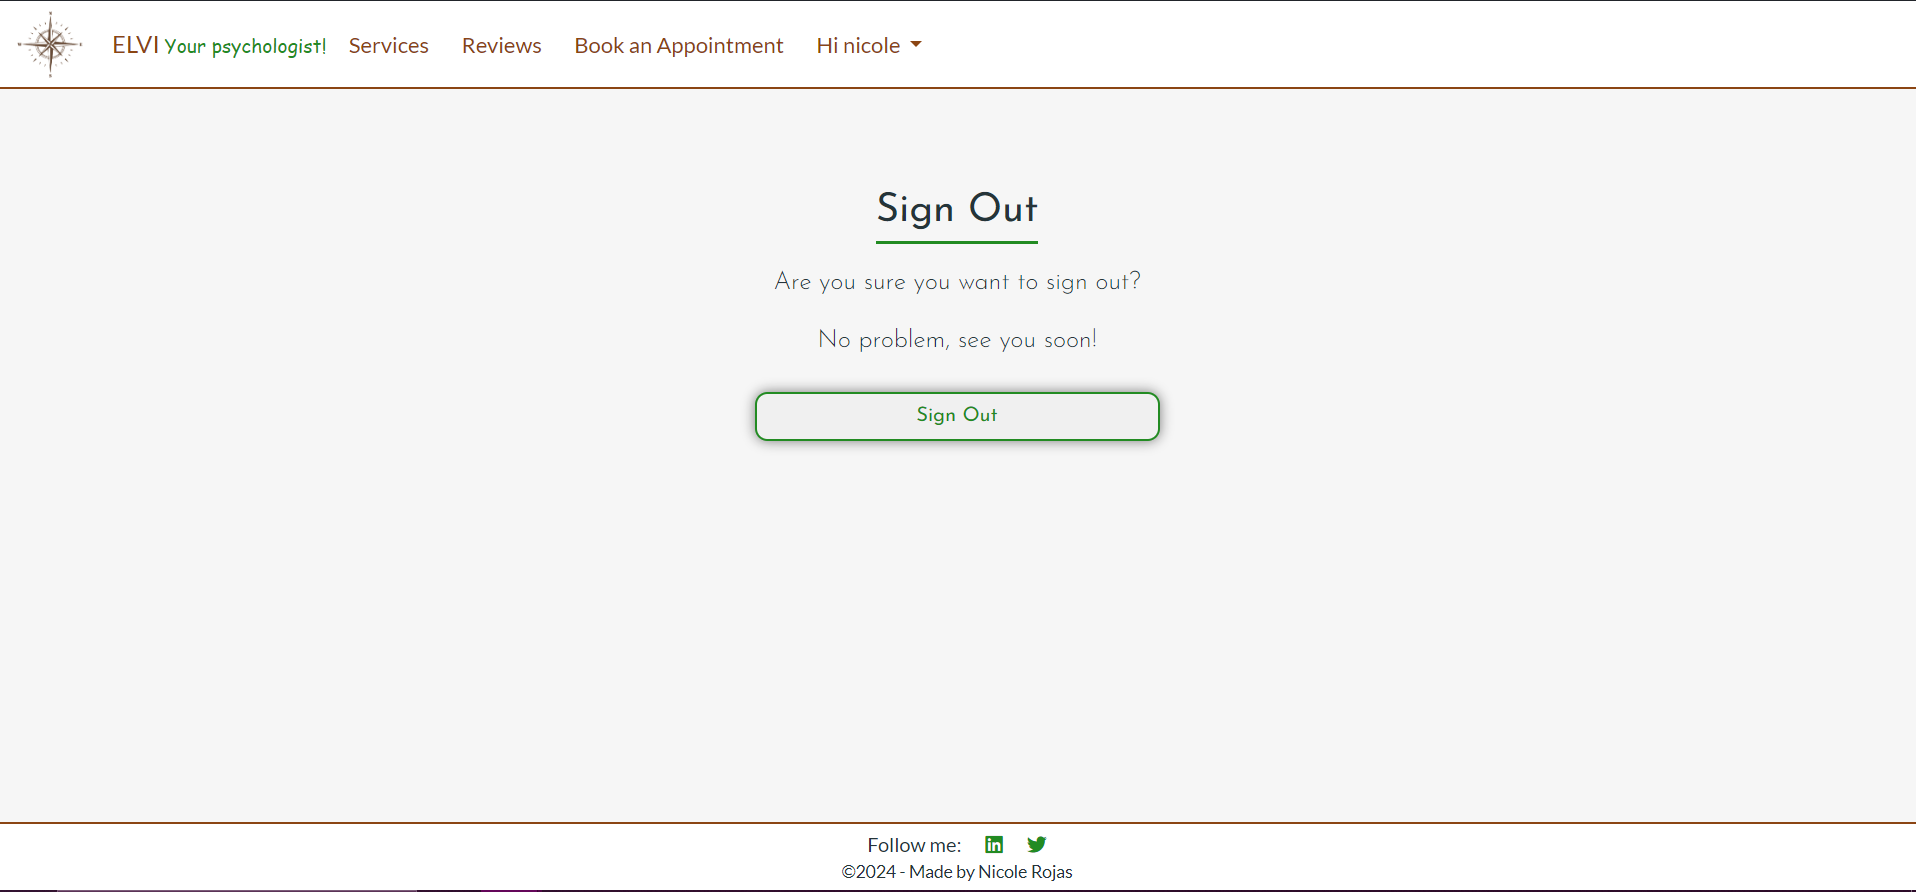 ELVI Your psychologist! Services Reviews Book an Appointment Hi nicole
Sign Out
Are you sure you want to sign out?
No problem, see you soon!
Sign Out
Follow me:
©2024 - Made by Nicole Rojas